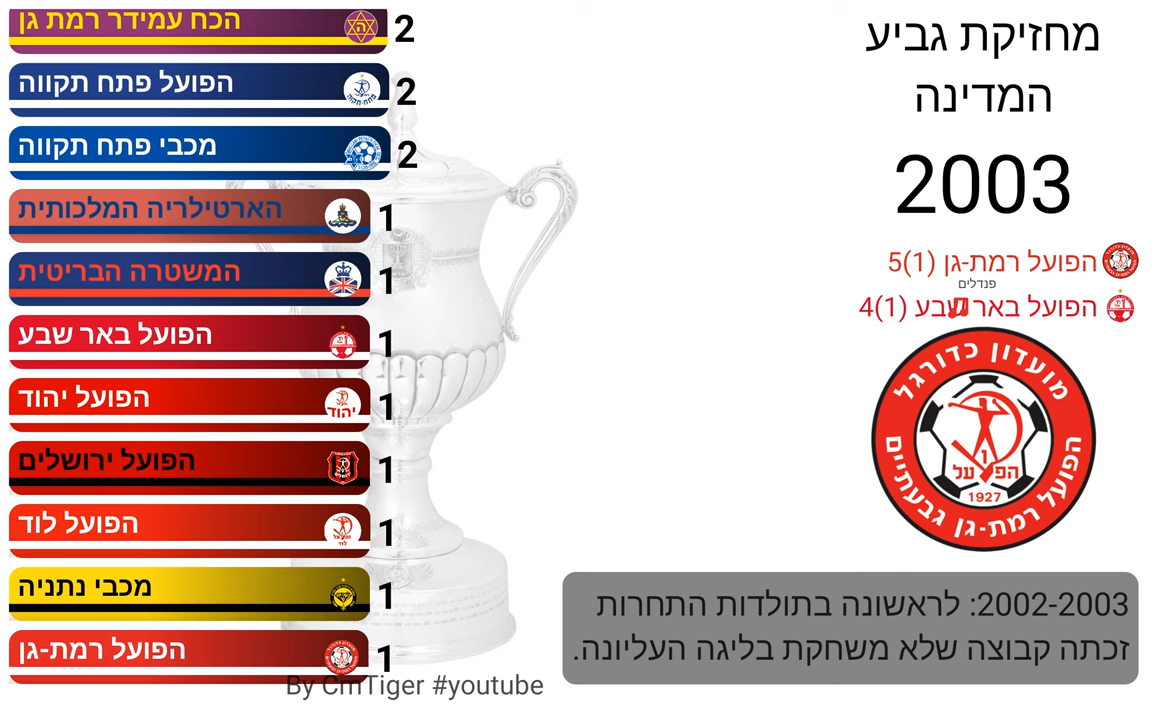 הכח עמידר רמת גן
2
הפועל פתח תקווה
2
מכבי פתח תקווה
2
הארטילריה המלכותית
1
המשטרה הבריטית
1
הפועל באר שבע
1
הפועל יהוד
1
יהוד
הפועל ירושלים
1
הפועל לוד
1
מכבי נתניה
1
הפועל רמת-גן
1
By CmTiger #youtube
מחזיקת גביע
המדינה
2003
הפועל רמת-גן 5(1)
פנדלים
הפועל באר שבע 4(1)
מועדון כדורגל
הפועל
1927
הפועל רמת-גן גבעתיים
2002-2003: לראשונה בתולדות התחרות
זכתה קבוצה שלא משחקת בליגה העליונה.